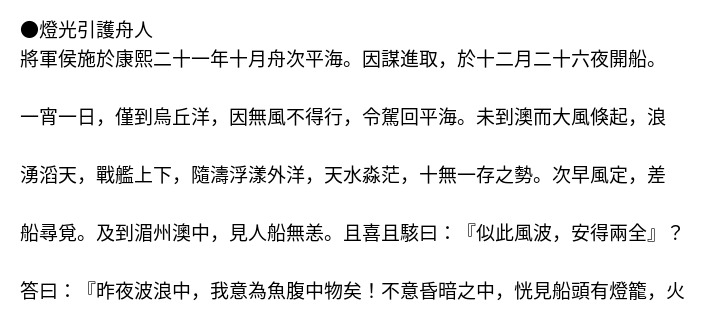 ●燈光引護舟人
將軍侯施於康熙二十一年十月舟次平海。因謀進取，於十二月二十六夜開船。
一宵一日，僅到烏丘洋，因無風不得行，令駕回平海。未到澳而大風倏起，浪
湧滔天，戰艦上下，隨濤浮漾外洋，天水淼茫，十無一存之勢。次早風定，差
船尋覓。及到湄州澳中，見人船無恙。且喜且駭曰：『似此風波，安得兩全』？
答曰：『昨夜波浪中，我意為魚腹中物矣！不意昏暗之中，恍見船頭有燈籠，火